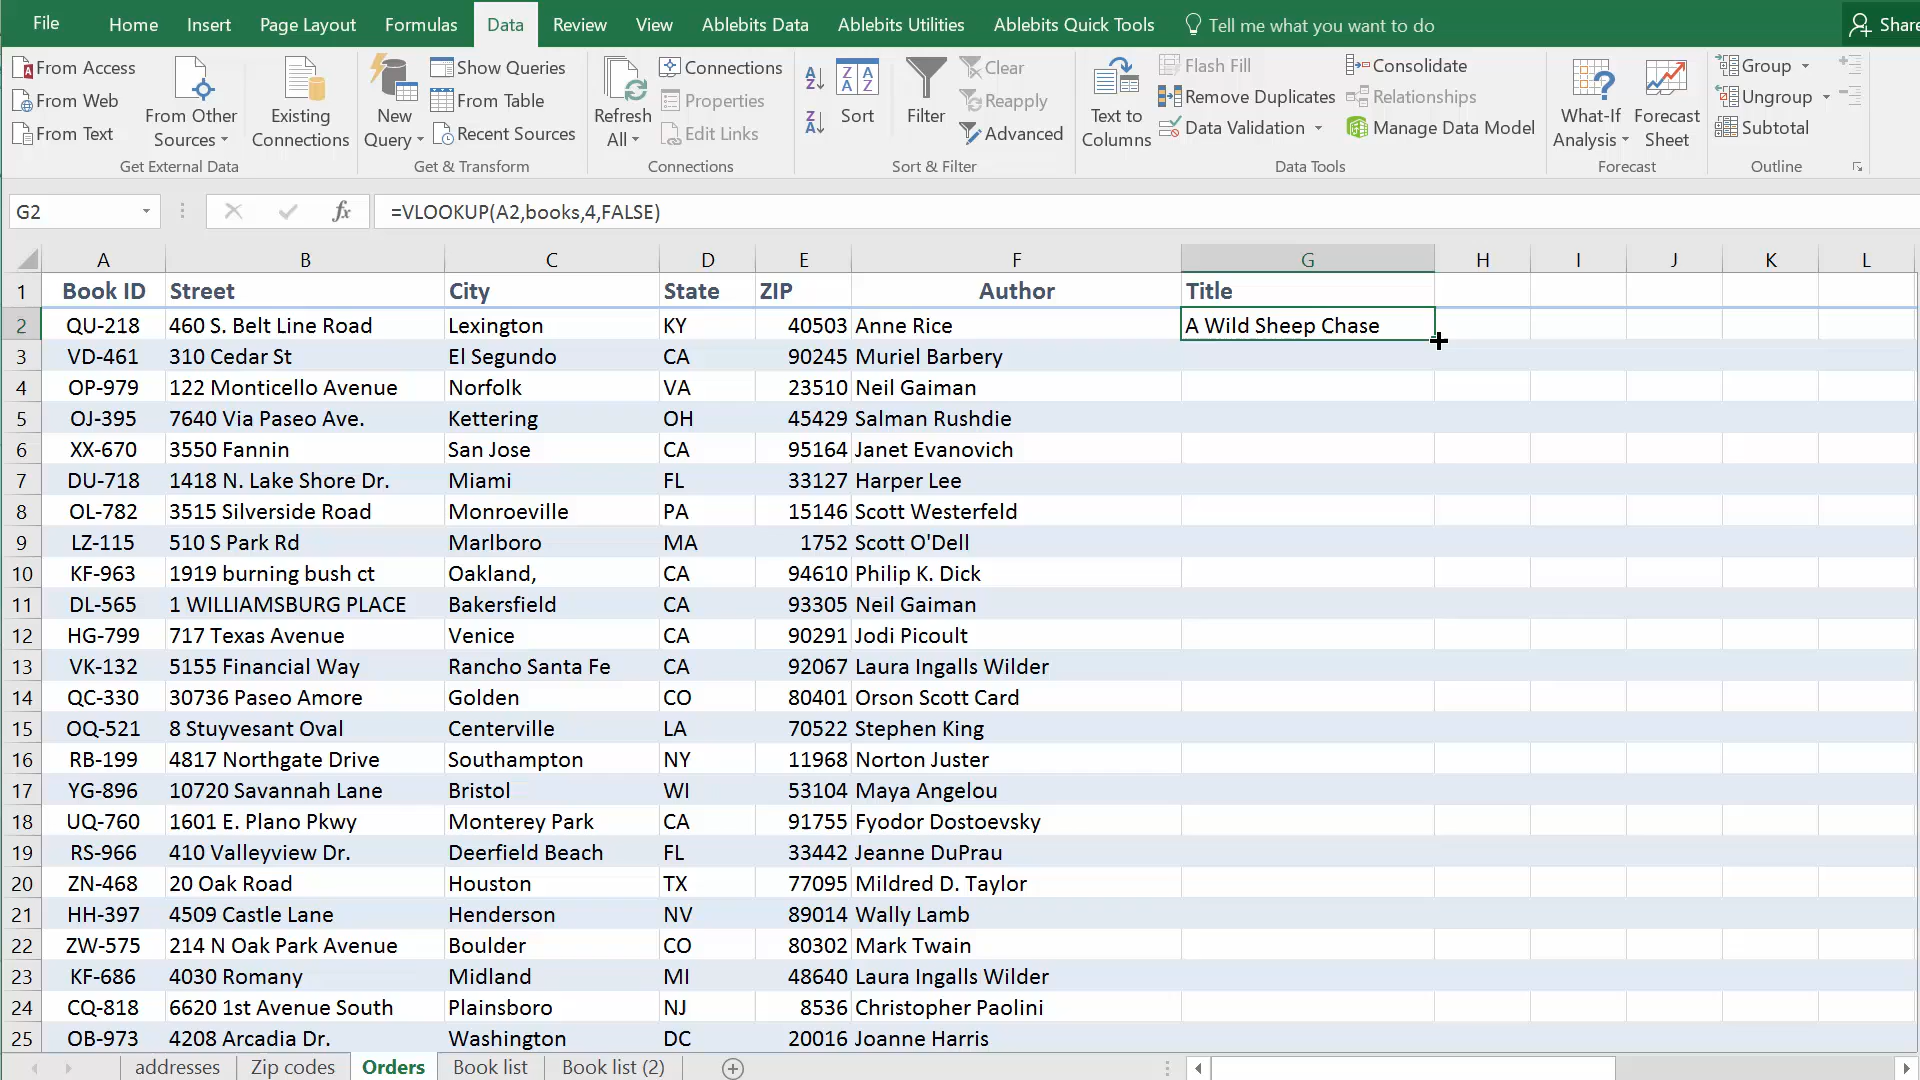 File Home Insert Page Layout Formulas Data Review View Ablebits Data Ablebits Utilities Ablebits Quick Tools Tell me what you want to do Share
From Access
From Web
From Text
From Other Sources
Existing Connections
Get External Data
New Query
Show Queries
From Table
Recent Sources
Get & Transform
Refresh All
Connections
Properties
Edit Links
Connections
Sort
Filter
Clear
Reapply
Advanced
Sort & Filter
Text to Columns
Flash Fill
Remove Duplicates
Data Validation
Consolidate
Relationships
Manage Data Model
Data Tools
What-If Analysis
Forecast Sheet
Forecast
Group
Ungroup
Subtotal
Outline
G2 fx =VLOOKUP(A2,books,4,FALSE)
A B C D E F G H I J K L
1 Book ID Street City State ZIP Author Title
2 QU-218 460 S. Belt Line Road Lexington KY 40503 Anne Rice A Wild Sheep Chase
3 VD-461 310 Cedar St El Segundo CA 90245 Muriel Barbery
4 OP-979 122 Monticello Avenue Norfolk VA 23510 Neil Gaiman
5 OJ-395 7640 Via Paseo Ave. Kettering OH 45429 Salman Rushdie
6 XX-670 3550 Fannin San Jose CA 95164 Janet Evanovich
7 DU-718 1418 N. Lake Shore Dr. Miami FL 33127 Harper Lee
8 OL-782 3515 Silverside Road Monroeville PA 15146 Scott Westerfeld
9 LZ-115 510 S Park Rd Marlboro MA 1752 Scott O'Dell
10 KF-963 1919 burning bush ct Oakland, CA 94610 Philip K. Dick
11 DL-565 1 WILLIAMSBURG PLACE Bakersfield CA 93305 Neil Gaiman
12 HG-799 717 Texas Avenue Venice CA 90291 Jodi Picoult
13 VK-132 5155 Financial Way Rancho Santa Fe CA 92067 Laura Ingalls Wilder
14 QC-330 30736 Paseo Amore Golden CO 80401 Orson Scott Card
15 OQ-521 8 Stuyvesant Oval Centerville LA 70522 Stephen King
16 RB-199 4817 Northgate Drive Southampton NY 11968 Norton Juster
17 YG-896 10720 Savannah Lane Bristol WI 53104 Maya Angelou
18 UQ-760 1601 E. Plano Pkwy Monterey Park CA 91755 Fyodor Dostoevsky
19 RS-966 410 Valleyview Dr. Deerfield Beach FL 33442 Jeanne DuPrau
20 ZN-468 20 Oak Road Houston TX 77095 Mildred D. Taylor
21 HH-397 4509 Castle Lane Henderson NV 89014 Wally Lamb
22 ZW-575 214 N Oak Park Avenue Boulder CO 80302 Mark Twain
23 KF-686 4030 Romany Midland MI 48640 Laura Ingalls Wilder
24 CQ-818 6620 1st Avenue South Plainsboro NJ 8536 Christopher Paolini
25 OB-973 4208 Arcadia Dr. Washington DC 20016 Joanne Harris
addresses Zip codes Orders Book list Book list (2)